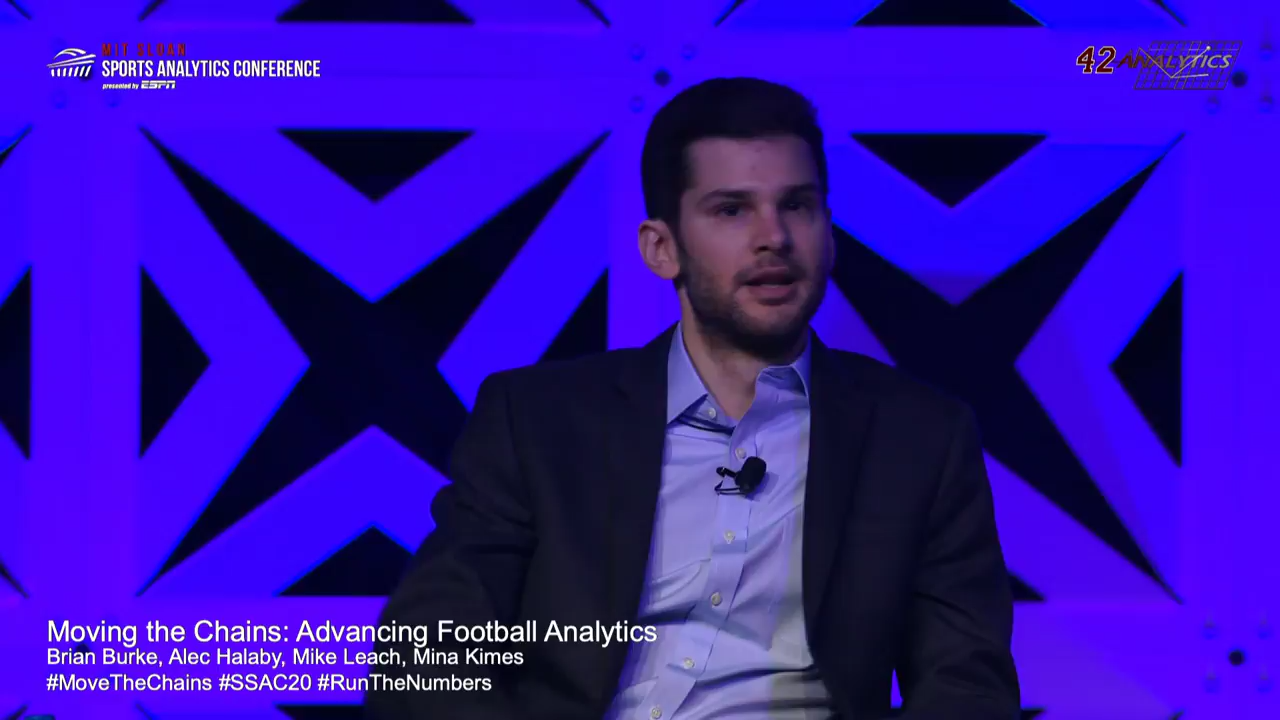 MIT SLOAN
SPORTS ANALYTICS CONFERENCE
presented by ESPN
42 ANALYTICS
Moving the Chains: Advancing Football Analytics
Brian Burke, Alec Halaby, Mike Leach, Mina Kimes
#MoveTheChains #SSAC20 #RunTheNumbers